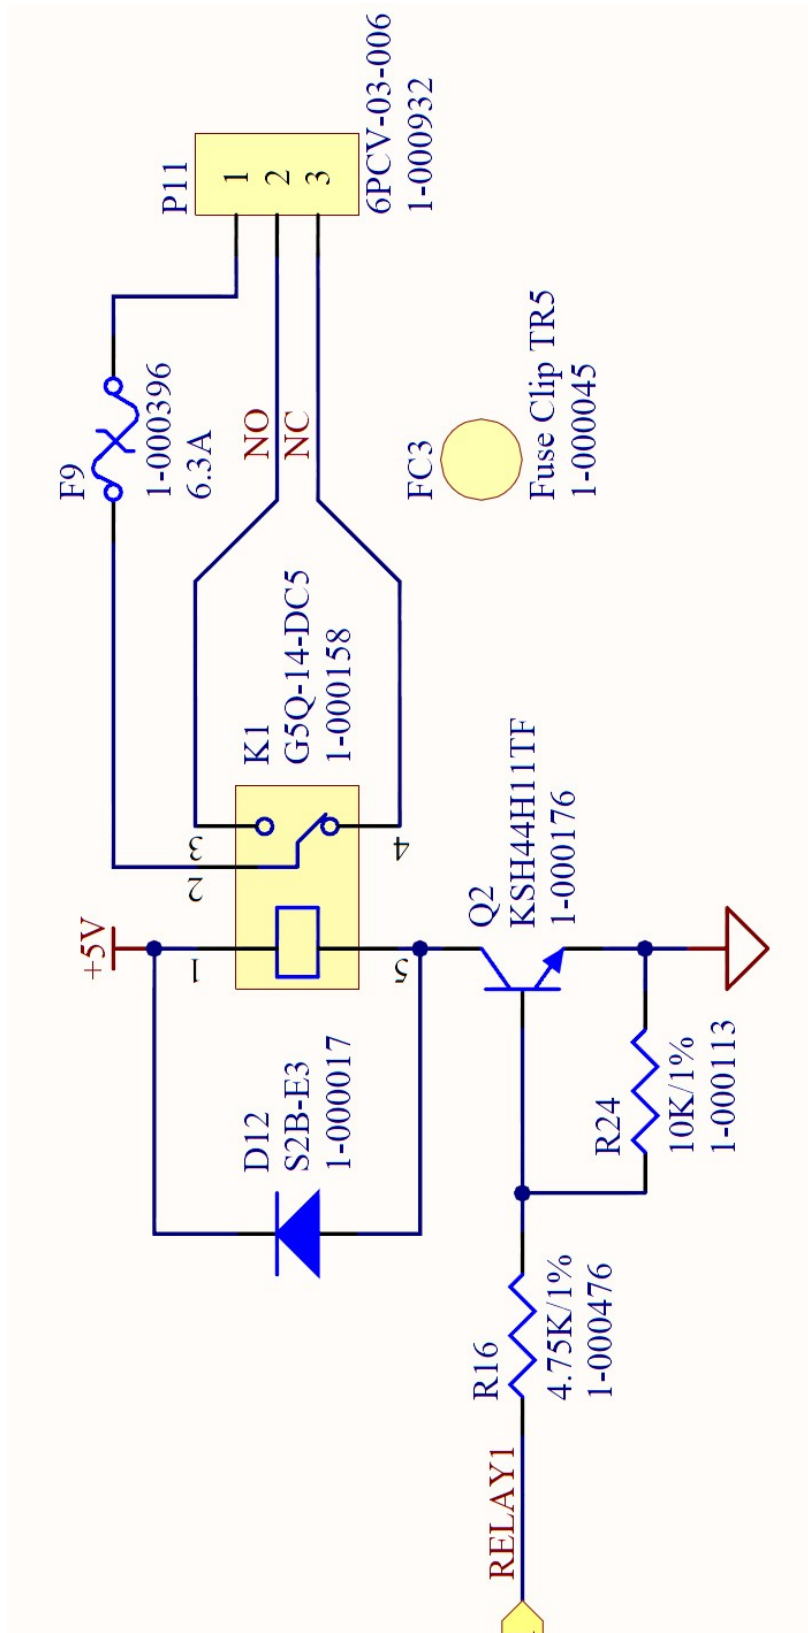 P11
1
2
3
6PCV-03-006
1-000932
F9
1-000396
6.3A
NO
NC
FC3
Fuse Clip TR5
1-000045
K1
G5Q-14-DC5
1-000158
3
2
4
+5V
1
5
Q2
KSH44H11TF
1-000176
D12
S2B-E3
1-000017
R24
10K/1%
1-000113
R16
4.75K/1%
1-000476
RELAY1